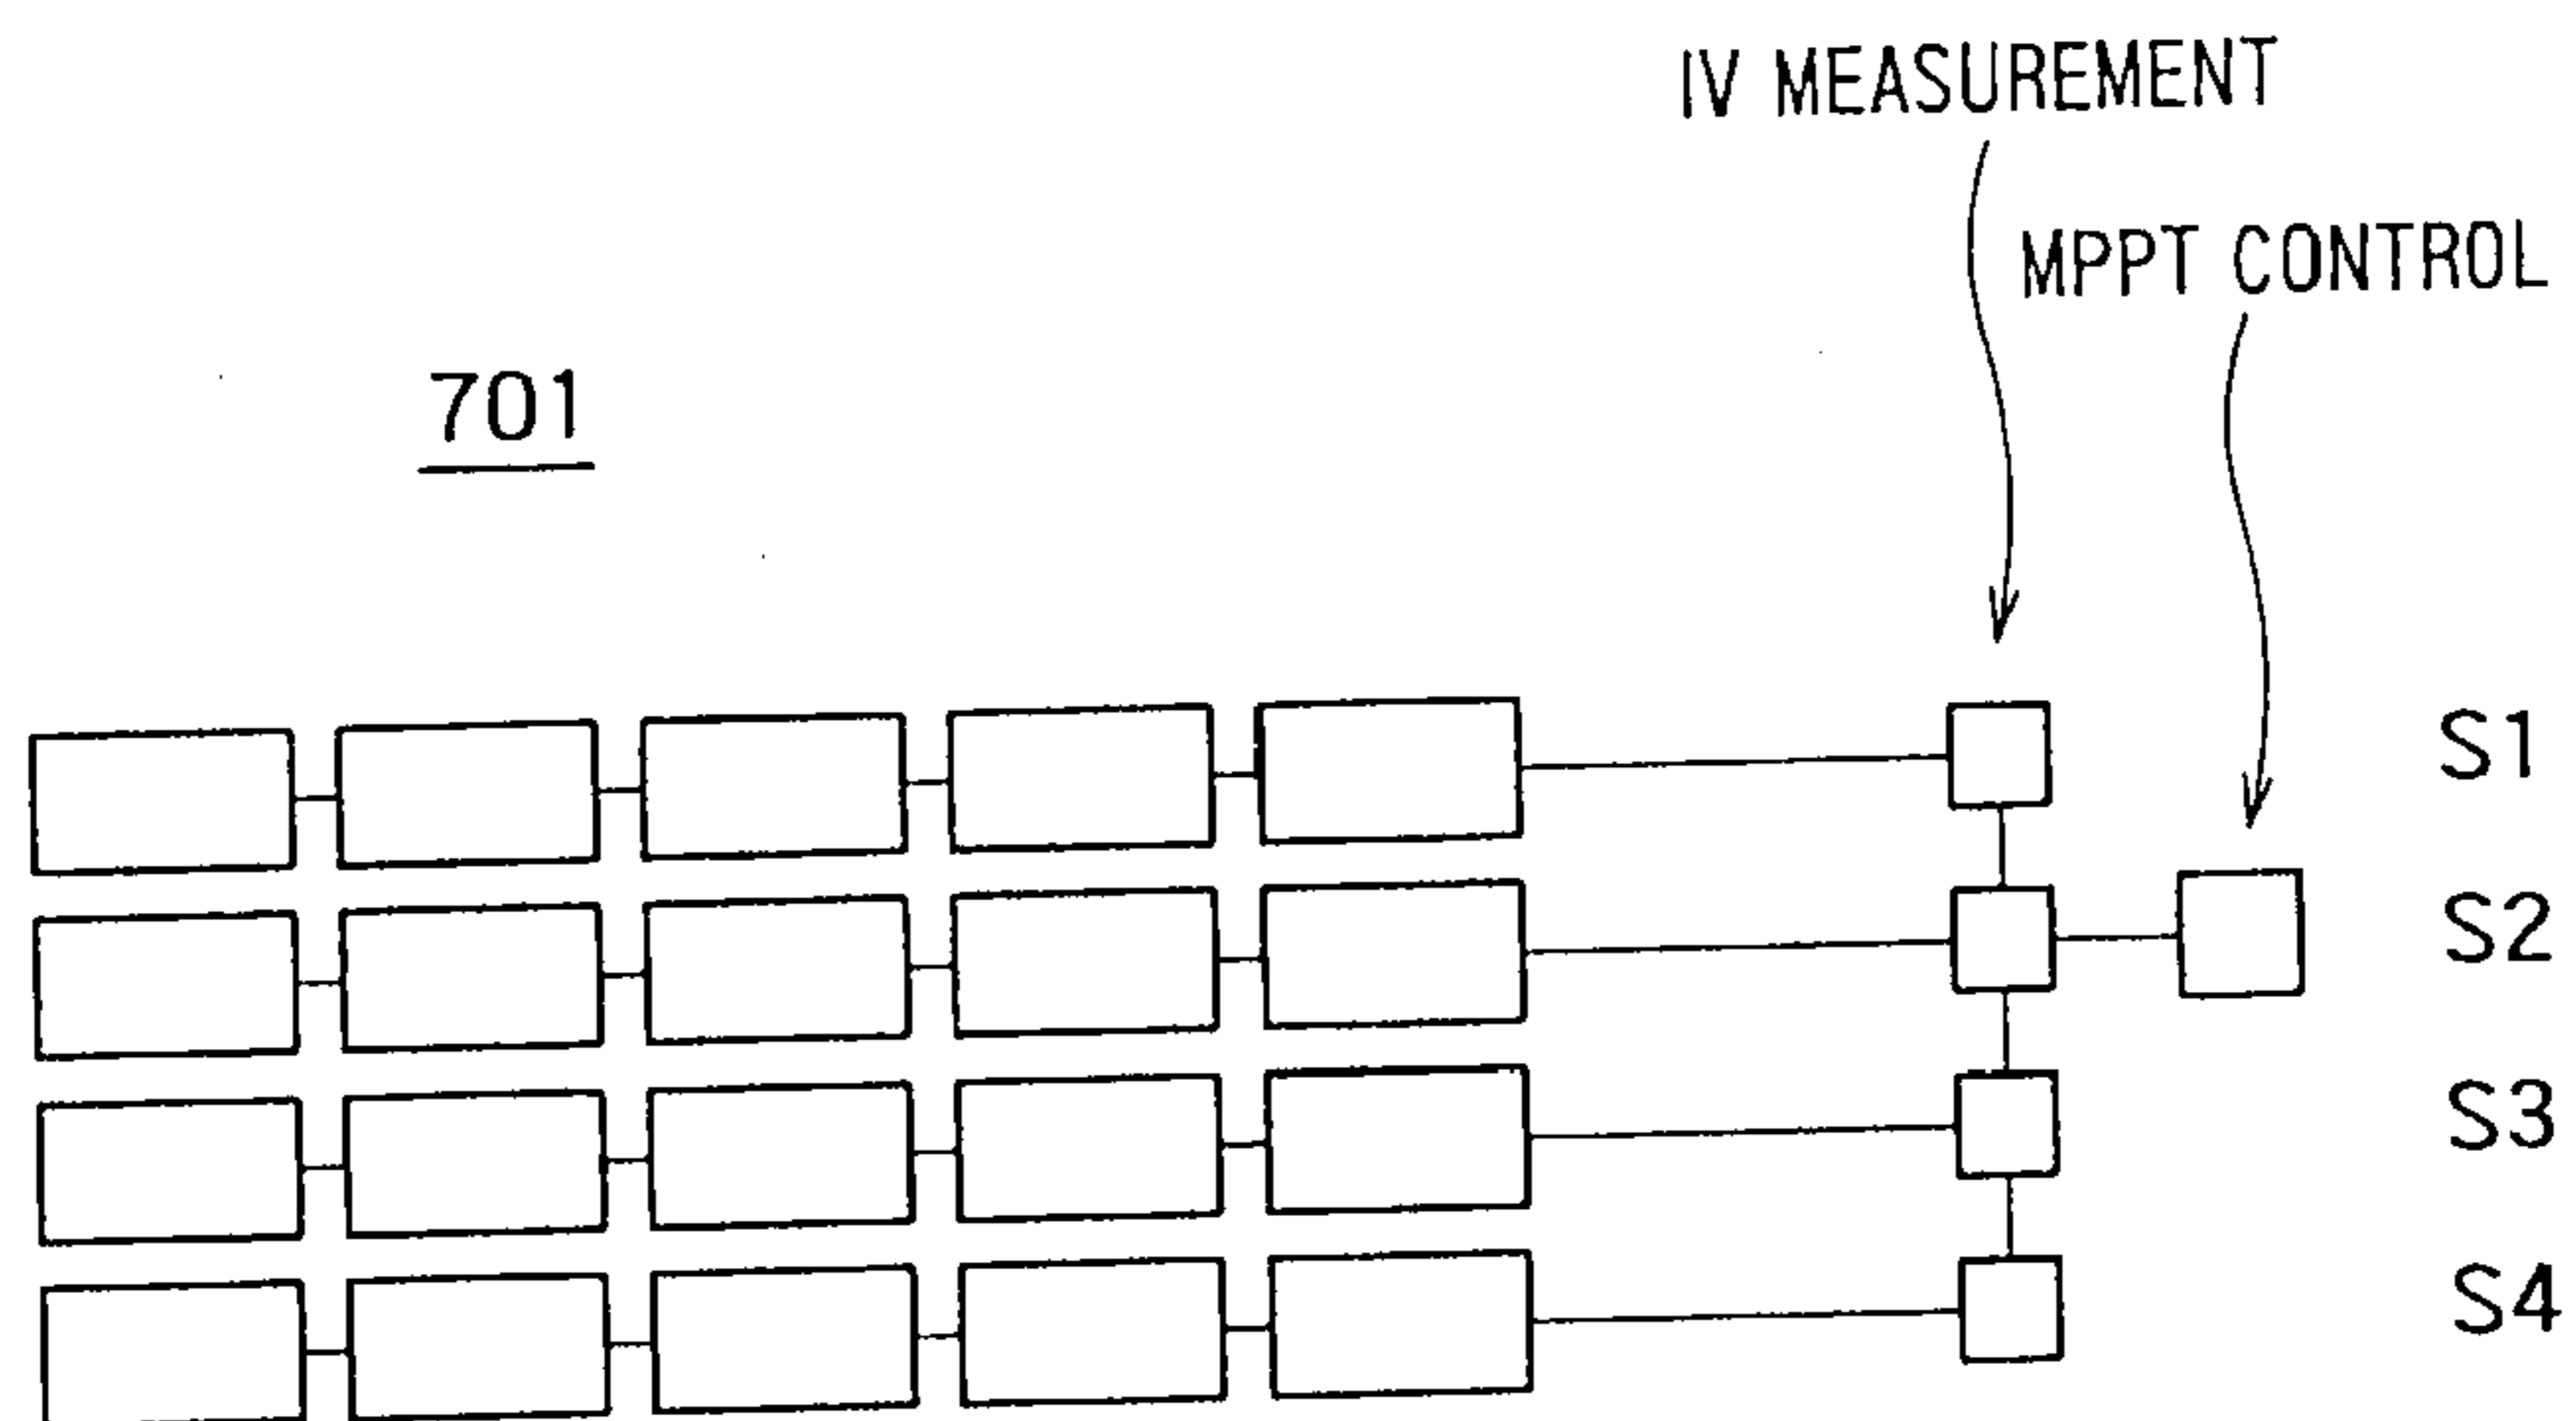 IV MEASUREMENT
MPPT CONTROL
701
S1
S2
S3
S4